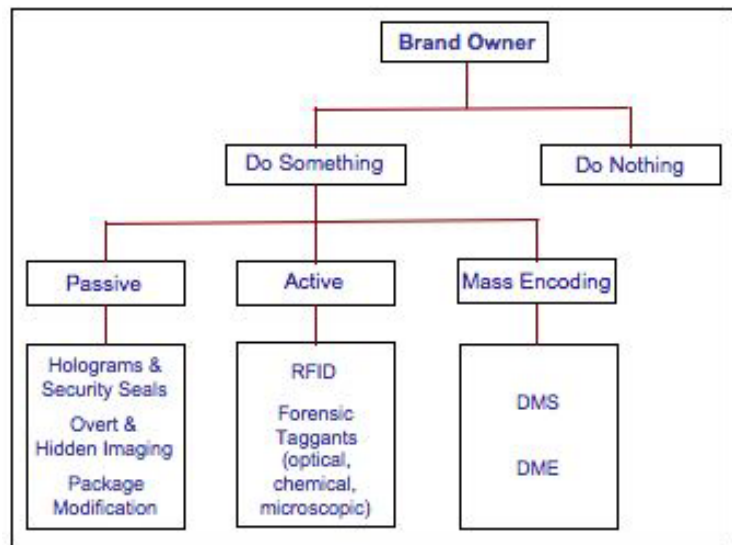 Brand Owner
Do Something
Do Nothing
Passive
Active
Mass Encoding
Holograms &
Security Seals
Overt &
Hidden Imaging
Package
Modification
RFID
Forensic
Taggants
(optical,
chemical,
microscopic)
DMS
DME